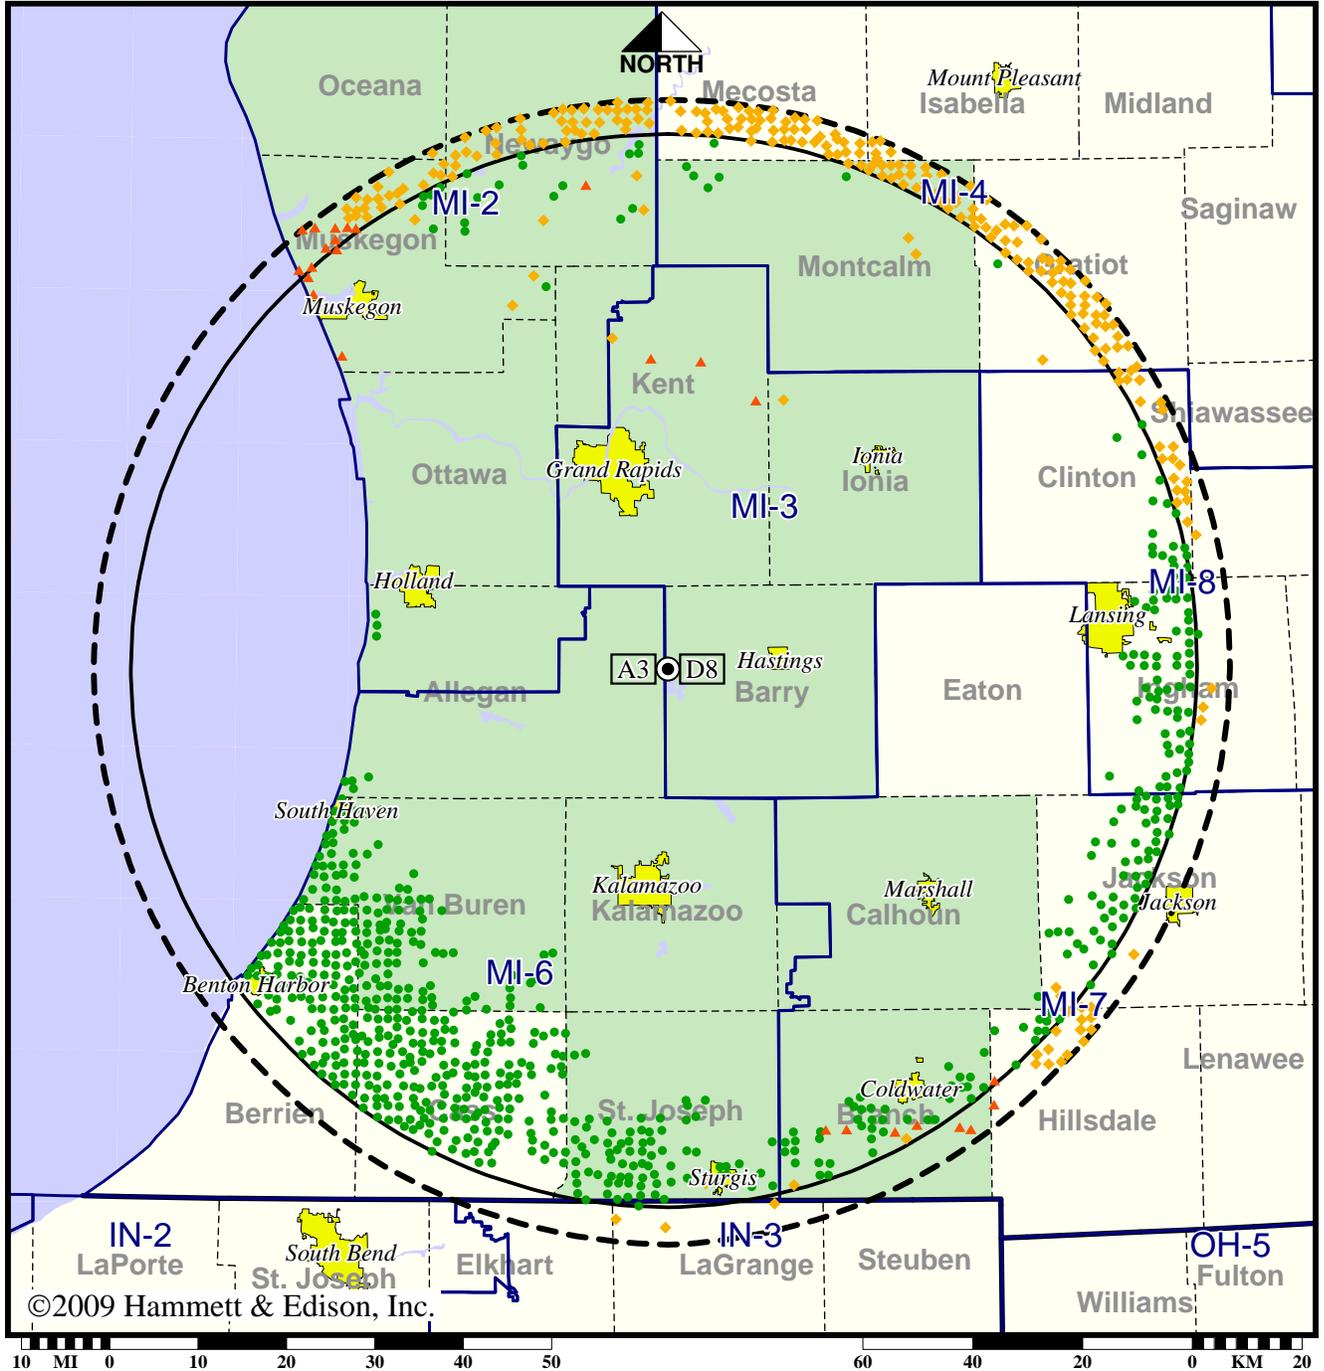 NORTH
Oceana
Mecosta
Mount Pleasant
Isabella
Midland
Newaygo
MI-2
MI-4
Saginaw
Muskegon
Montcalm
Gratiot
Muskegon
Kent
Shiawassee
Ottawa
Grand Rapids
Ionia
Ionia
Clinton
MI-3
Holland
MI-8
Lansing
A3
D8
Hastings
Allegan
Barry
Eaton
Ingham
South Haven
Van Buren
Kalamazoo
Kalamazoo
Marshall
Calhoun
Jackson
Jackson
MI-6
Benton Harbor
MI-7
Lenawee
Berrien
Cass
St. Joseph
Coldwater
Branch
Hillsdale
Sturgis
IN-2
IN-3
OH-5
LaPorte
South Bend
St. Joseph
Elkhart
LaGrange
Steuben
Fulton
Williams
©2009 Hammett & Edison, Inc.
10 MI 0 10 20 30 40 50 60 40 20 0 KM 20